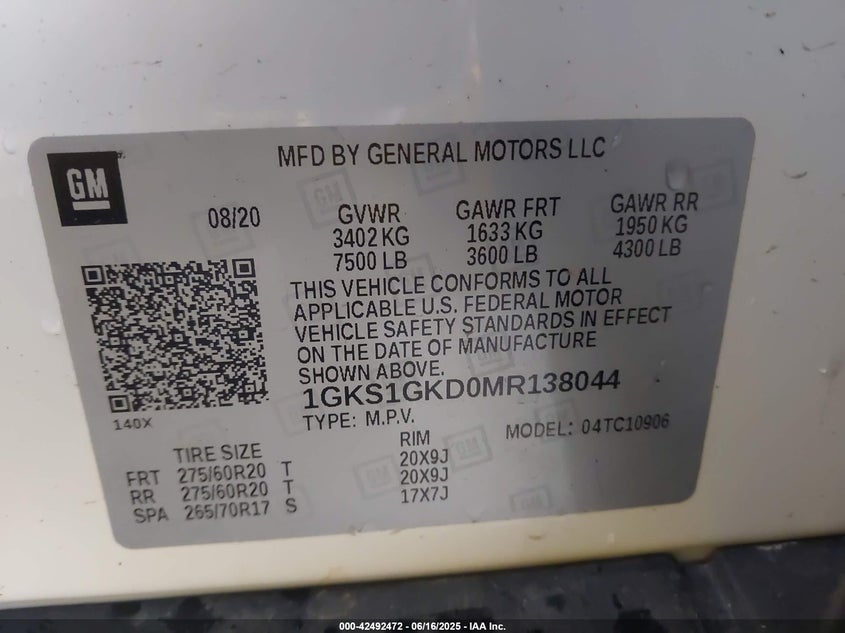 MFD BY GENERAL MOTORS LLC
GM
08/20
GVWR GAWR FRT GAWR RR
3402 KG 1633 KG 1950 KG
7500 LB 3600 LB 4300 LB
THIS VEHICLE CONFORMS TO ALL
APPLICABLE U.S. FEDERAL MOTOR
VEHICLE SAFETY STANDARDS IN EFFECT
ON THE DATE OF MANUFACTURE
SHOWN ABOVE.
1GKS1GKD0MR138044
140X
TYPE: M.P.V. MODEL: 04TC10906
TIRE SIZE RIM
FRT 275/60R20 T 20X9J
RR 275/60R20 T 20X9J
SPA 265/70R17 S 17X7J
000-42492472 - 06/16/2025 - IAA Inc.